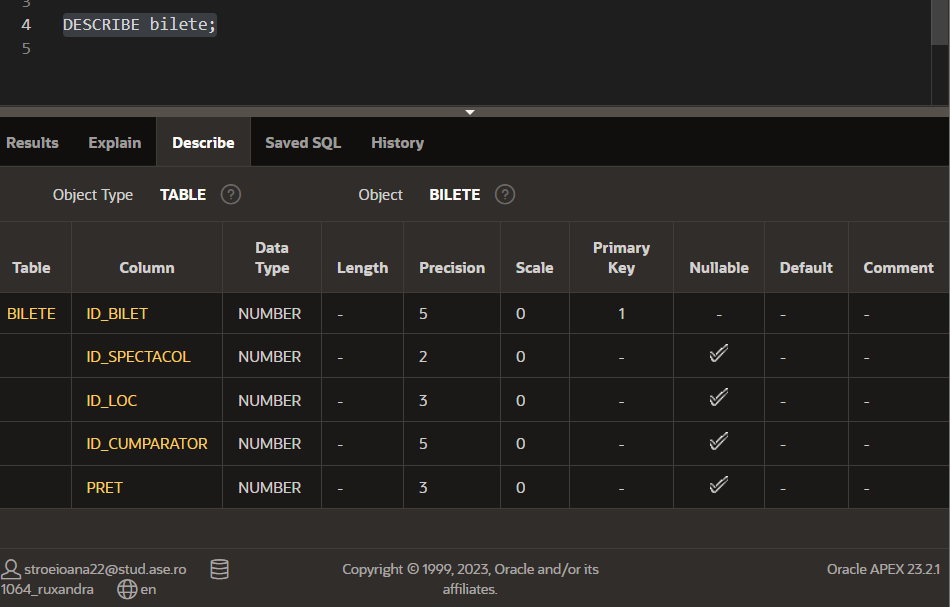 3
4 DESCRIBE bilete;
5
Results Explain Describe Saved SQL History
Object Type TABLE ? Object BILETE ?
Table Column Data Type Length Precision Scale Primary Key Nullable Default Comment
BILETE ID_BILET NUMBER - 5 0 1 - - -
ID_SPECTACOL NUMBER - 2 0 - - -
ID_LOC NUMBER - 3 0 - - -
ID_CUMPARATOR NUMBER - 5 0 - - -
PRET NUMBER - 3 0 - - -
stroeioana22@stud.ase.ro
1064_ruxandra en
Copyright © 1999, 2023, Oracle and/or its
affiliates.
Oracle APEX 23.2.1